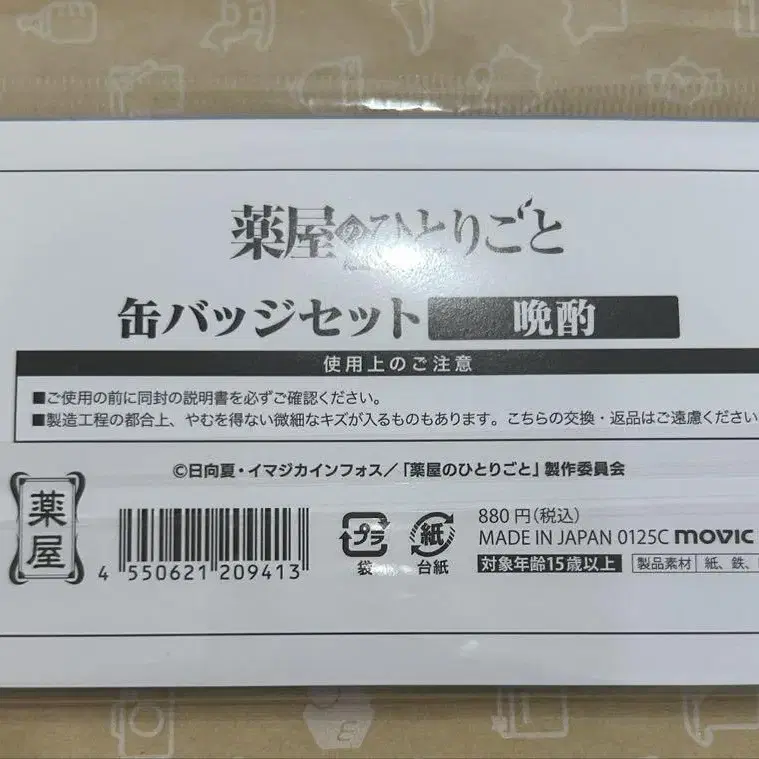 薬屋のひとりごと
缶バッジセット 晩酌
使用上のご注意
■ご使用の前に同封の説明書を必ずご確認ください。
■製造工程の都合上、やむを得ない微細なキズが入るものもあります。こちらの交換・返品はご遠慮ください
©日向夏・イマジカインフォス／「薬屋のひとりごと」製作委員会
薬屋
4 550621 209413
プラ
袋
紙
台紙
880円（税込）
MADE IN JAPAN 0125C movic
対象年齢15歳以上 製品素材 紙、鉄、